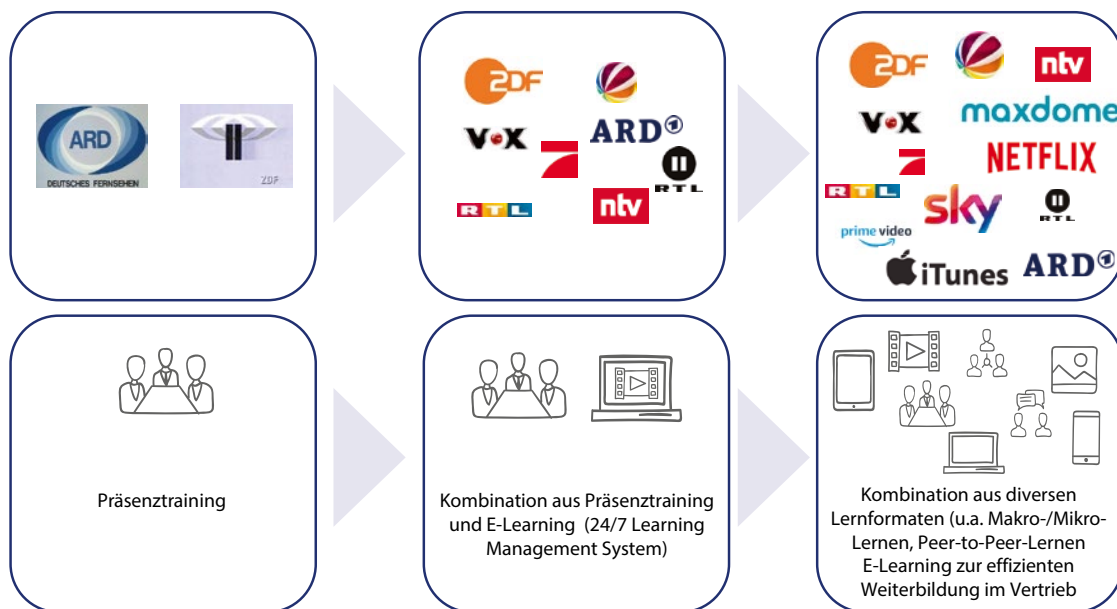 ARD
DEUTSCHES FERNSEHEN
ZDF
ZDF
VOX
ARD
RTL
RTL
ntv
ZDF
ntv
VOX
maxdome
NETFLIX
RTL
sky
RTL
prime video
iTunes
ARD
Präsenztraining
Kombination aus Präsenztraining
und E-Learning (24/7 Learning
Management System)
Kombination aus diversen
Lernformaten (u.a. Makro-/Mikro-
Lernen, Peer-to-Peer-Lernen
E-Learning zur effizienten
Weiterbildung im Vertrieb